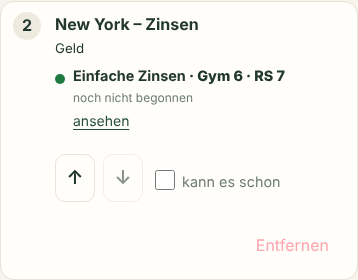 2
New York – Zinsen
Geld
Einfache Zinsen · Gym 6 · RS 7
noch nicht begonnen
ansehen
↑ ↓ kann es schon
Entfernen